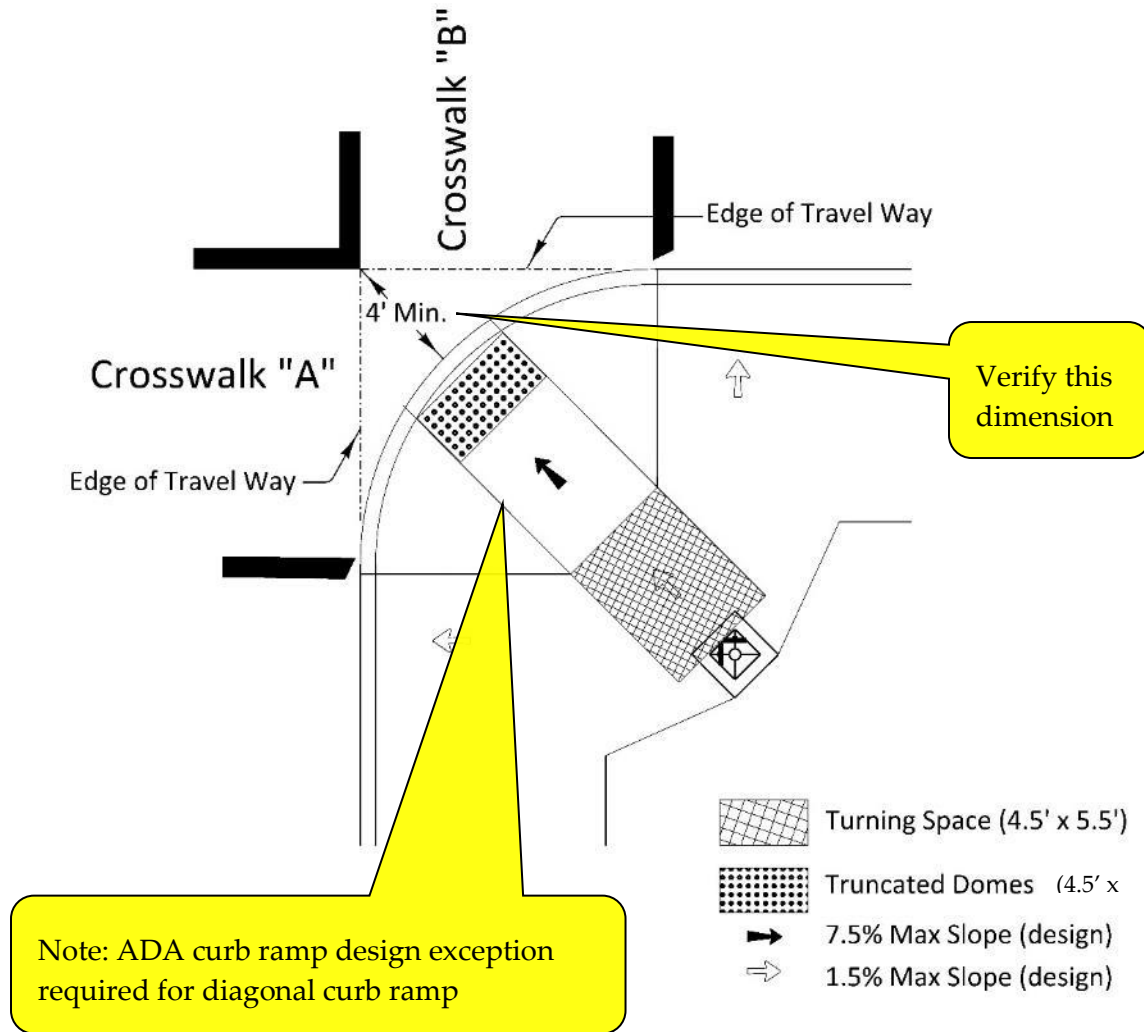 Crosswalk "B"
Edge of Travel Way
4' Min.
Crosswalk "A"
Verify this
dimension
Edge of Travel Way
Turning Space (4.5' x 5.5')
Truncated Domes (4.5' x
7.5% Max Slope (design)
1.5% Max Slope (design)
Note: ADA curb ramp design exception
required for diagonal curb ramp